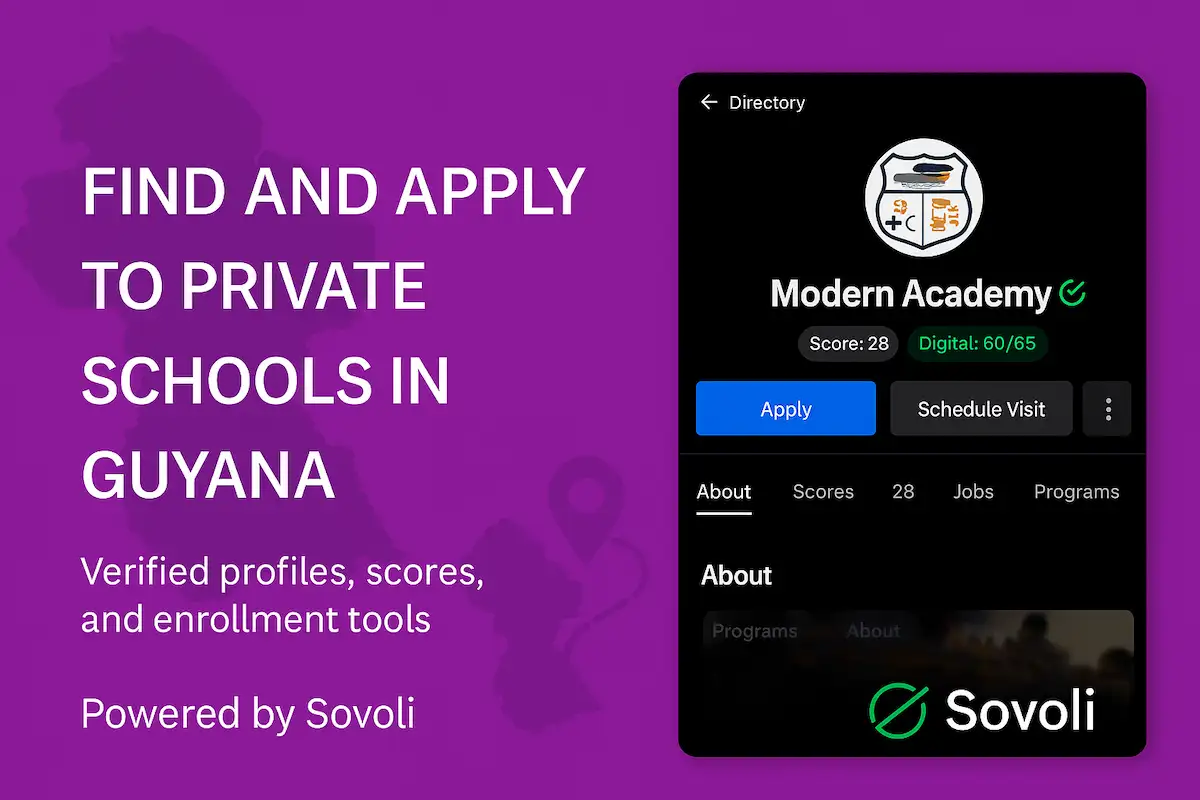 FIND AND APPLY
TO PRIVATE
SCHOOLS IN
GUYANA
Verified profiles, scores,
and enrollment tools
Powered by Sovoli
← Directory
Modern Academy
Score: 28 Digital: 60/65
Apply Schedule Visit
About Scores 28 Jobs Programs
About
Programs About
Sovoli